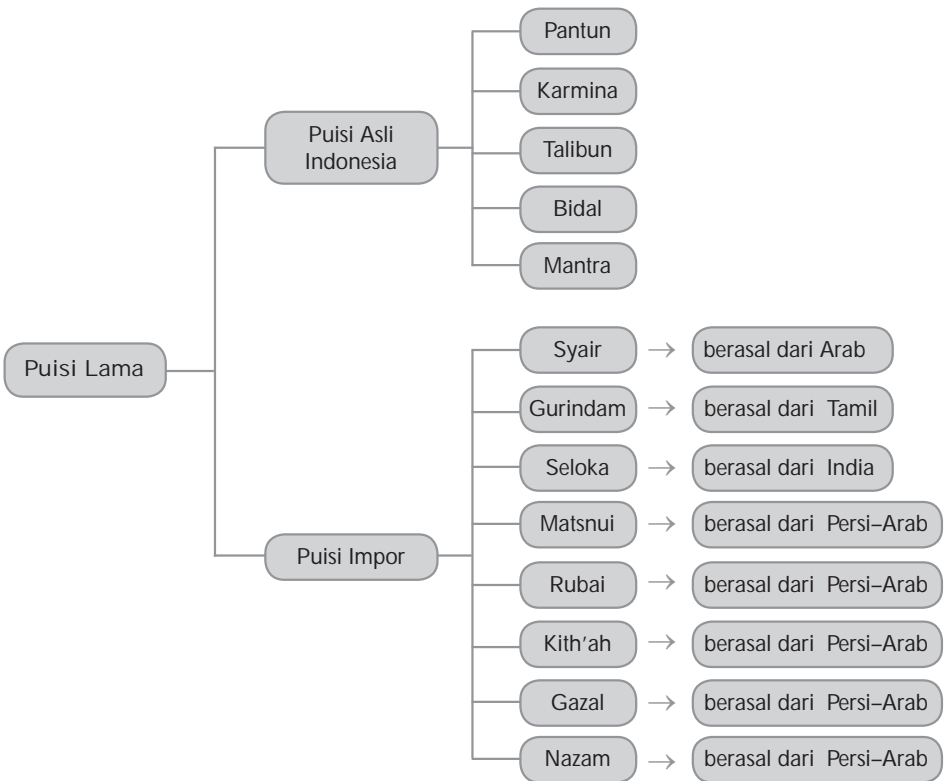 Pantun
Karmina
Puisi Asli
Indonesia
Talibun
Bidal
Mantra
Puisi Lama
Syair → berasal dari Arab
Gurindam → berasal dari Tamil
Seloka → berasal dari India
Matsnui → berasal dari Persi–Arab
Puisi Impor
Rubai → berasal dari Persi–Arab
Kith'ah → berasal dari Persi–Arab
Gazal → berasal dari Persi–Arab
Nazam → berasal dari Persi–Arab